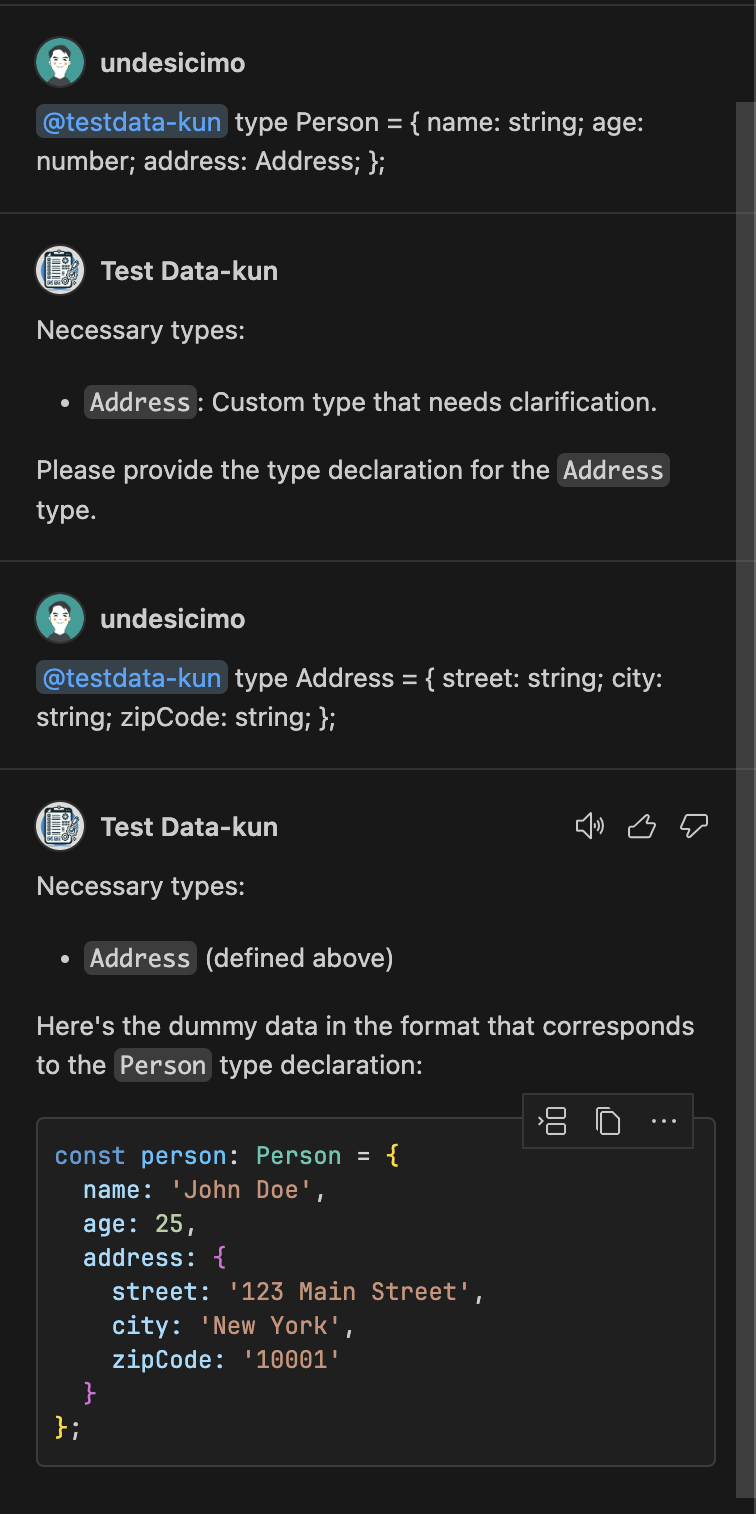 undesicimo
@testdata-kun type Person = { name: string; age:
number; address: Address; };
Test Data-kun
Necessary types:
• Address: Custom type that needs clarification.
Please provide the type declaration for the Address
type.
undesicimo
@testdata-kun type Address = { street: string; city:
string; zipCode: string; };
Test Data-kun
Necessary types:
• Address (defined above)
Here's the dummy data in the format that corresponds
to the Person type declaration:
const person: Person = {
  name: 'John Doe',
  age: 25,
  address: {
    street: '123 Main Street',
    city: 'New York',
    zipCode: '10001'
  }
};